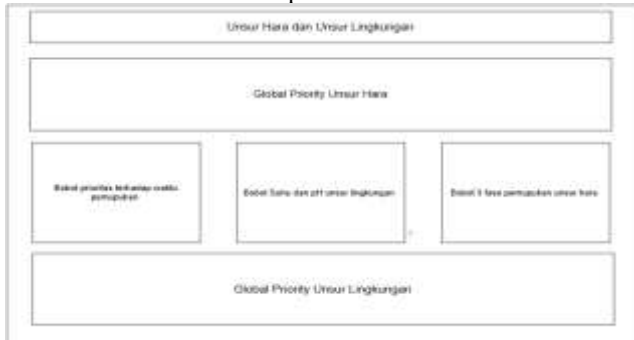 Unsur Hara dan Unsur Lingkungan
Global Priority Unsur Hara
Bobot prioritas terhadap waktu
pemupukan
Bobot Suhu dan pH unsur lingkungan
Bobot 3 fase pemupukan unsur hara
Global Priority Unsur Lingkungan